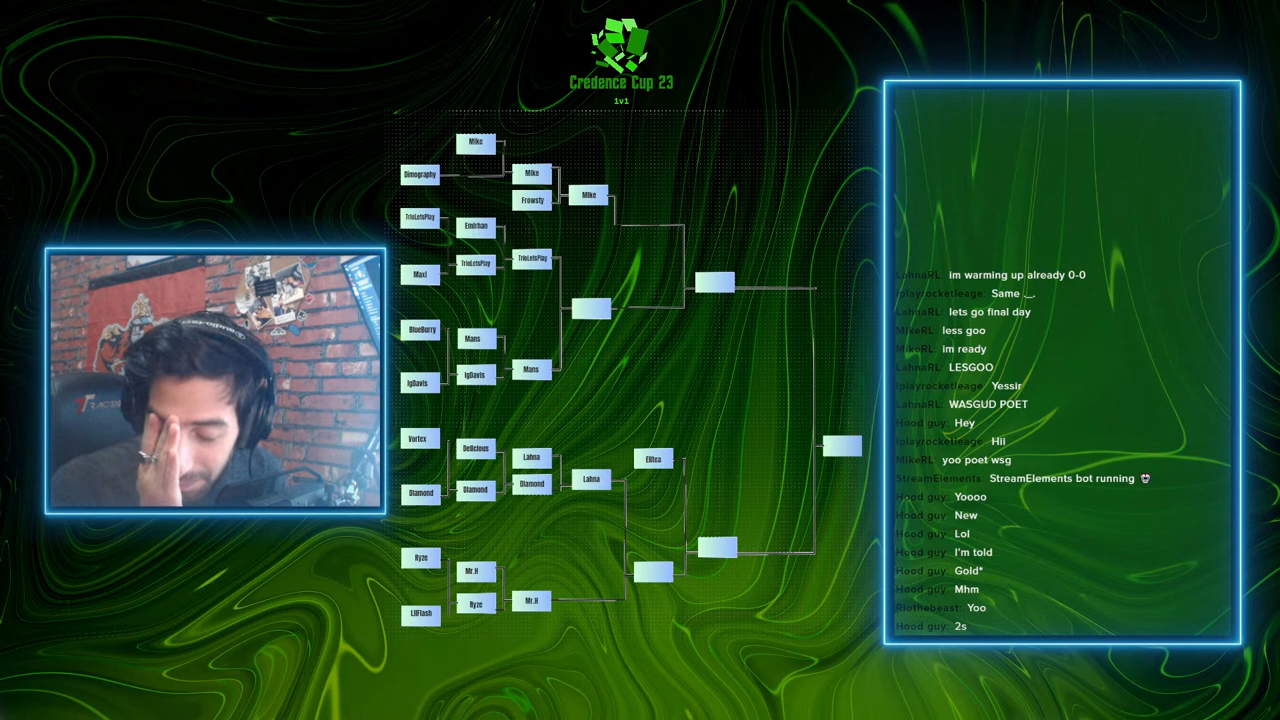 Credence Cup 23
1v1
Mike
Dimography
Mike
Frowsty
Mike
TrioLetsPlay
Emirhan
Maxi
TrioLetsPlay
TrioLetsPlay
BlueBurry
Mans
IgDavis
IgDavis
Mans
Vortex
Delicious
Diamond
Diamond
Lahna
Diamond
Lahna
Elitea
Ryze
Mr.H
LilFlash
Ryze
Mr.H
LahnaRL: im warming up already 0-0
iplayrocketleage: Same ._.
LahnaRL: lets go final day
MikeRL: less goo
MikeRL: im ready
LahnaRL: LESGOO
iplayrocketleage: Yessir
LahnaRL: WASGUD POET
Hood guy: Hey
iplayrocketleage: Hii
MikeRL: yoo poet wsg
StreamElements: StreamElements bot running
Hood guy: Yoooo
Hood guy: New
Hood guy: Lol
Hood guy: I'm told
Hood guy: Gold*
Hood guy: Mhm
Riothebeast: Yoo
Hood guy: 2s